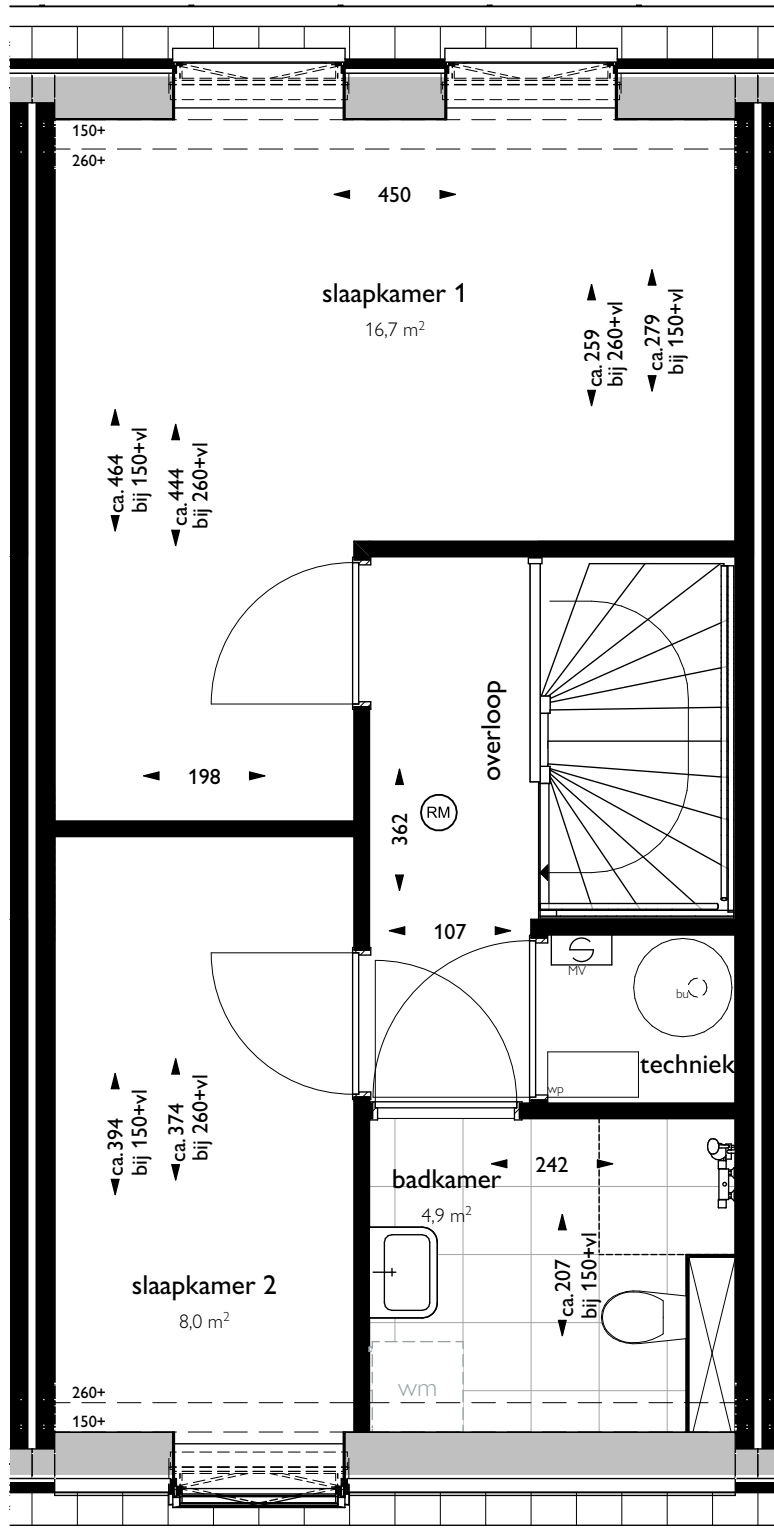 150+
260+
450
slaapkamer 1
16,7 m²
ca.259
bij 260+vl
ca.279
bij 150+vl
ca.464
bij 150+vl
ca.444
bij 260+vl
overloop
198
RM
362
107
MV
bu
techniek
wp
ca.394
bij 150+vl
ca.374
bij 260+vl
242
badkamer
4,9 m²
ca.207
bij 150+vl
slaapkamer 2
8,0 m²
wm
260+
150+